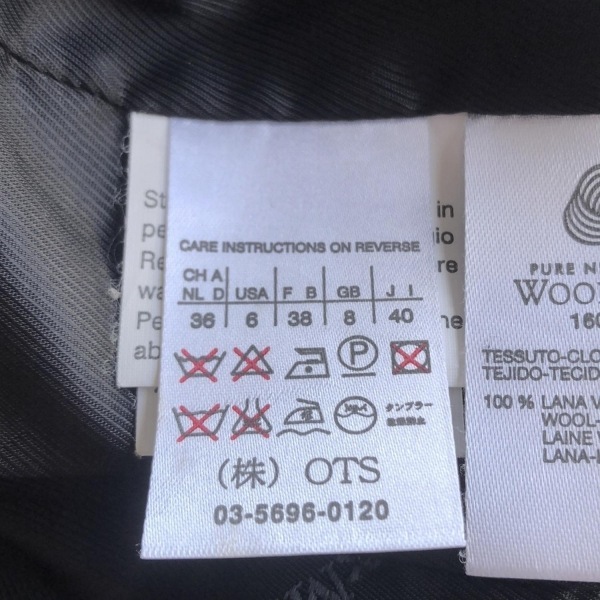 CARE INSTRUCTIONS ON REVERSE
CH A
NL D USA F B GB J I
36 6 38 8 40
P
タンブラー
乾燥禁止
(株) OTS
03-5696-0120
St
pe
Re
wa
Pe
ab
in
io
re
ne
PURE N
WOO
160
TESSUTO-CLO
TEJIDO-TECID
100 % LANA V
WOOL-
LAINE
LANA-